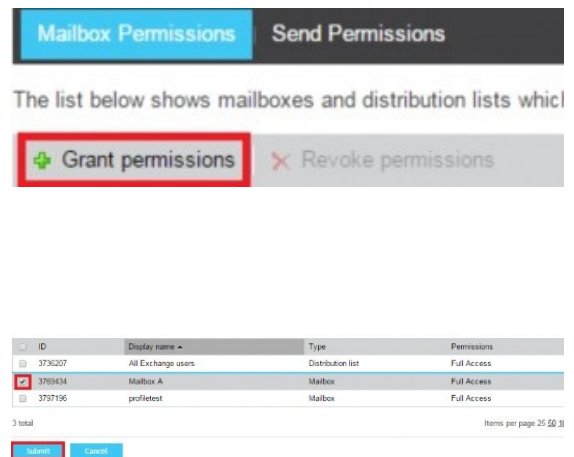 Mailbox Permissions Send Permissions
The list below shows mailboxes and distribution lists which
Grant permissions Revoke permissions
ID Display name Type Permissions
3736207 All Exchange users Distribution list Full Access
3769434 Mailbox A Mailbox Full Access
3797196 profiletest Mailbox Full Access
3 total Items per page 25 50
Submit Cancel